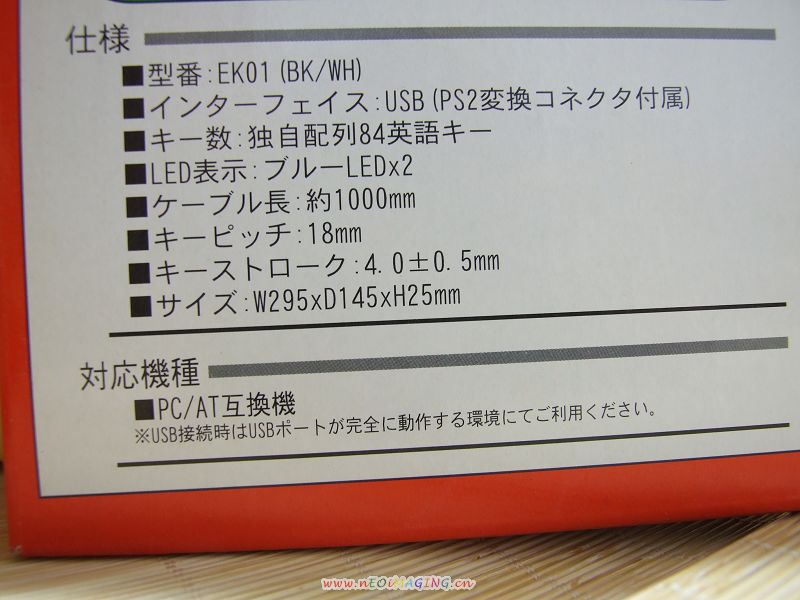 仕様
■型番:EK01(BK/WH)
■インターフェイス:USB(PS2変換コネクタ付属)
■キー数:独自配列84英語キー
■LED表示:ブルーLEDx2
■ケーブル長:約1000mm
■キーピッチ:18mm
■キーストローク:4.0±0.5mm
■サイズ:W295xD145xH25mm
対応機種
■PC/AT互換機
※USB接続時はUSBポートが完全に動作する環境にてご利用ください。
www.nEOiMAGING.cn